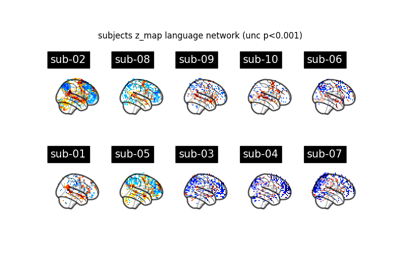 subjects z_map language network (unc p<0.001)
sub-02 sub-08 sub-09 sub-10 sub-06
sub-01 sub-05 sub-03 sub-04 sub-07